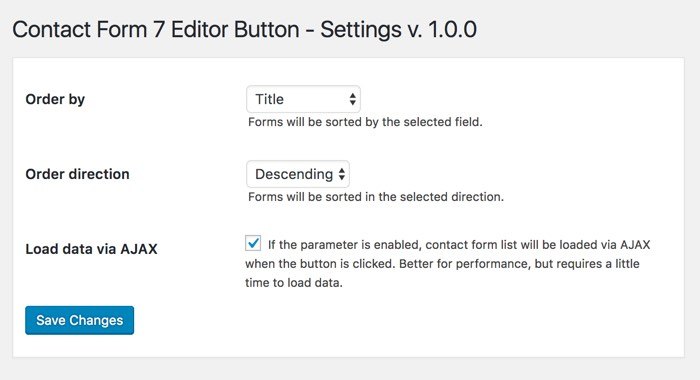 Contact Form 7 Editor Button - Settings v. 1.0.0
Order by
Title
Forms will be sorted by the selected field.
Order direction
Descending
Forms will be sorted in the selected direction.
Load data via AJAX
If the parameter is enabled, contact form list will be loaded via AJAX
when the button is clicked. Better for performance, but requires a little
time to load data.
Save Changes